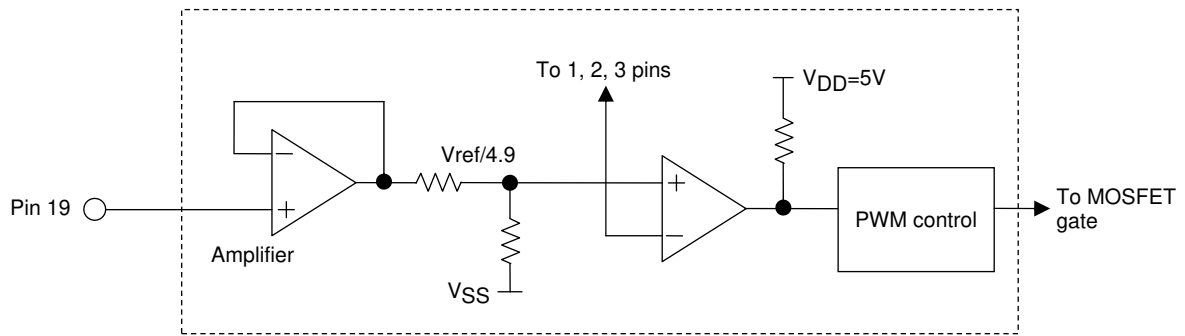 To 1, 2, 3 pins
VDD=5V
Vref/4.9
−
+
+
−
Pin 19
Amplifier
VSS
PWM control
To MOSFET
gate